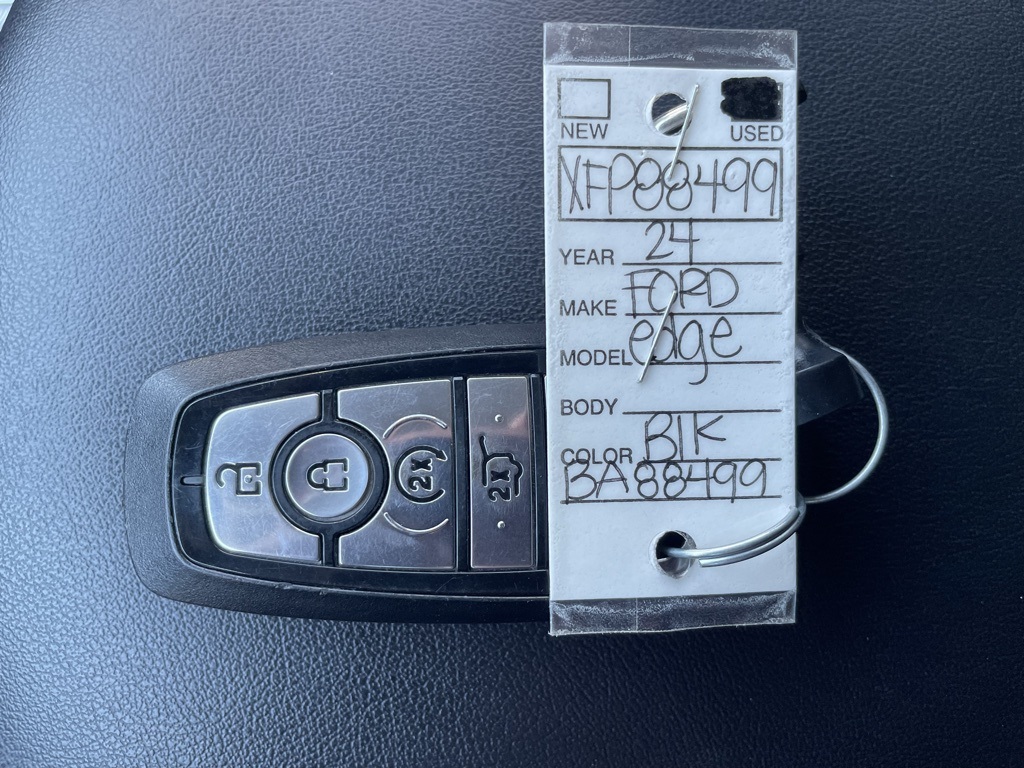 NEW USED
XFP88499
YEAR 24
MAKE FORD
MODEL edge
BODY
COLOR Blk
BA88499
(2x)
2x